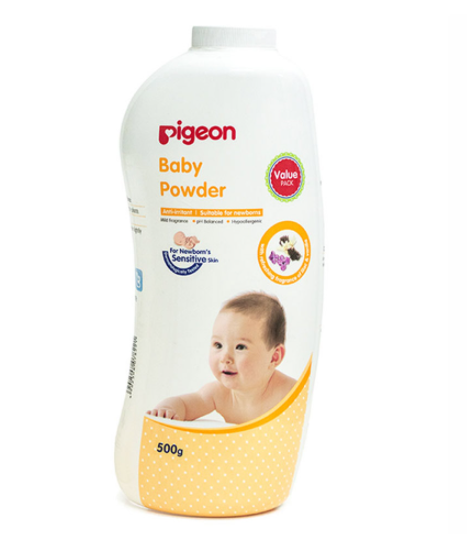 pigeon
Baby
Powder
Value
PACK
Anti-irritant | Suitable for newborns
Mild Fragrance • pH Balanced • Hypoallergenic
For Newborn's
Sensitive Skin
500g